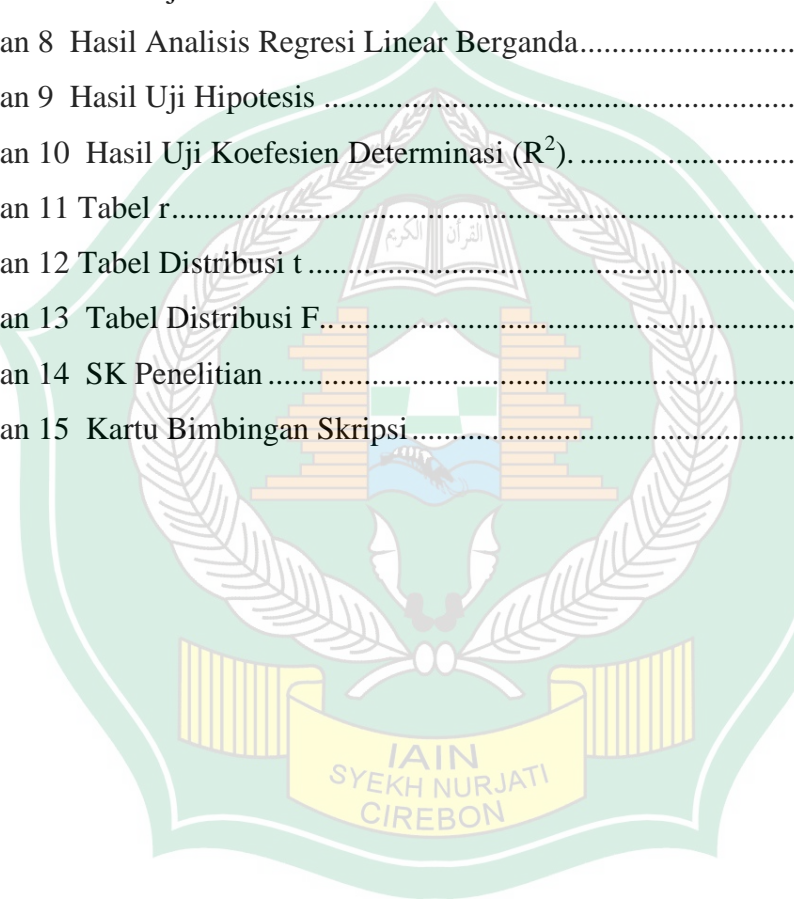 an 8 Hasil Analisis Regresi Linear Berganda............................
an 9 Hasil Uji Hipotesis ............................................................
an 10 Hasil Uji Koefesien Determinasi (R²). ............................
an 11 Tabel r...............................................................................
an 12 Tabel Distribusi t ..............................................................
an 13 Tabel Distribusi F.. ..........................................................
an 14 SK Penelitian ...................................................................
an 15 Kartu Bimbingan Skripsi .................................................
القرآن الكريم
IAIN
SYEKH NURJATI
CIREBON